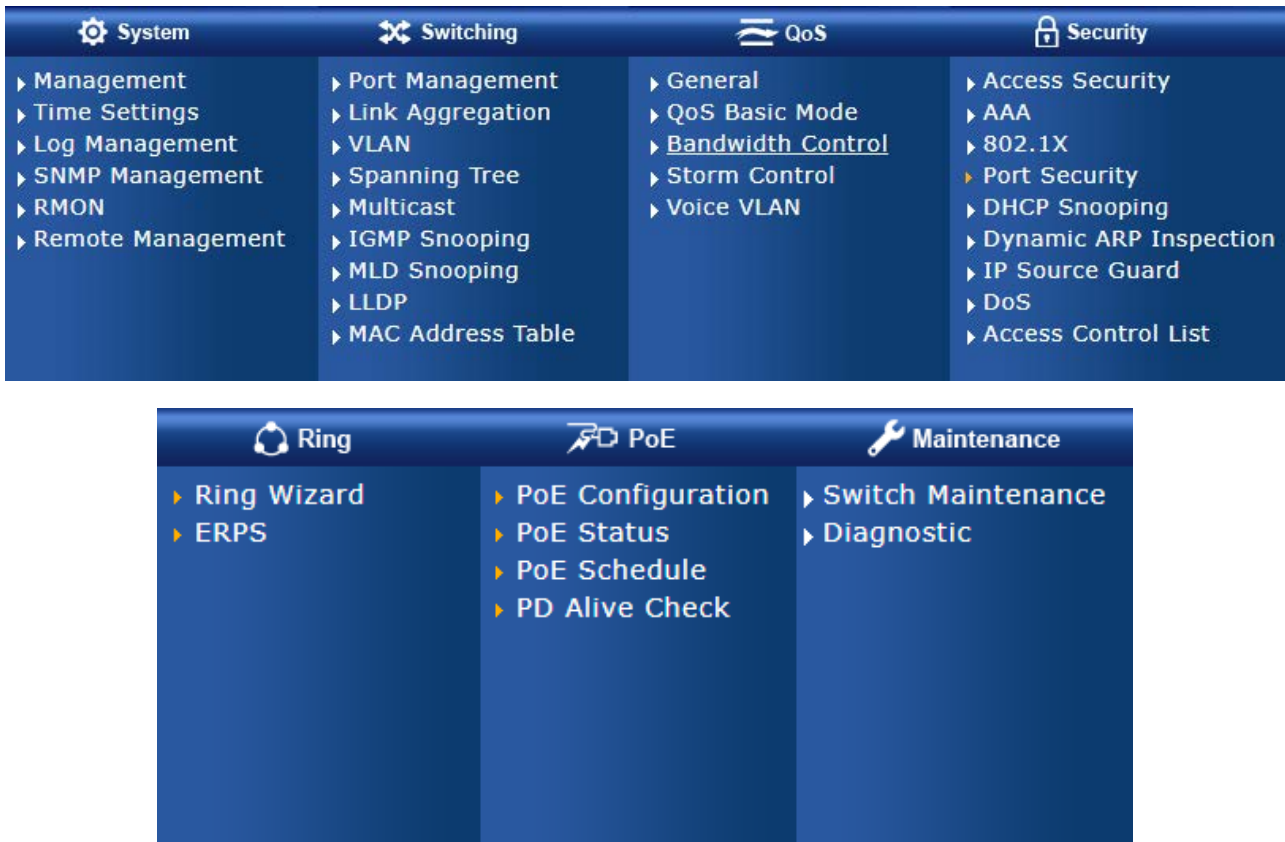 System
Management
Time Settings
Log Management
SNMP Management
RMON
Remote Management
Switching
Port Management
Link Aggregation
VLAN
Spanning Tree
Multicast
IGMP Snooping
MLD Snooping
LLDP
MAC Address Table
QoS
General
QoS Basic Mode
Bandwidth Control
Storm Control
Voice VLAN
Security
Access Security
AAA
802.1X
Port Security
DHCP Snooping
Dynamic ARP Inspection
IP Source Guard
DoS
Access Control List
Ring
Ring Wizard
ERPS
PoE
PoE Configuration
PoE Status
PoE Schedule
PD Alive Check
Maintenance
Switch Maintenance
Diagnostic